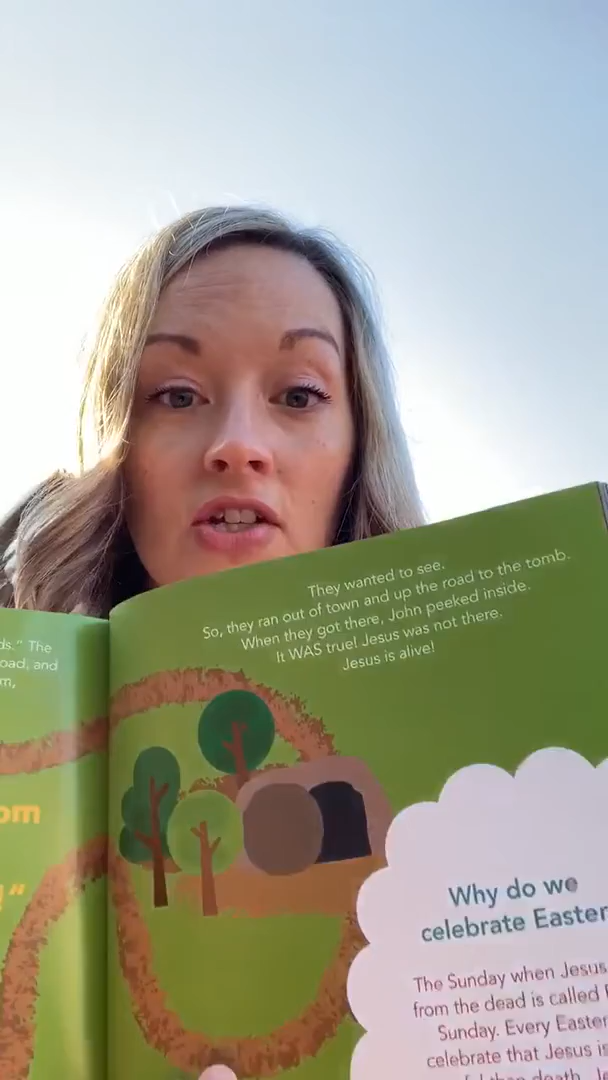 ds." The
oad, and
m,
om
!"
They wanted to see.
So, they ran out of town and up the road to the tomb.
When they got there, John peeked inside.
It WAS true! Jesus was not there.
Jesus is alive!
Why do we
celebrate Easter
The Sunday when Jesus
from the dead is called
Sunday. Every Easter
celebrate that Jesus is